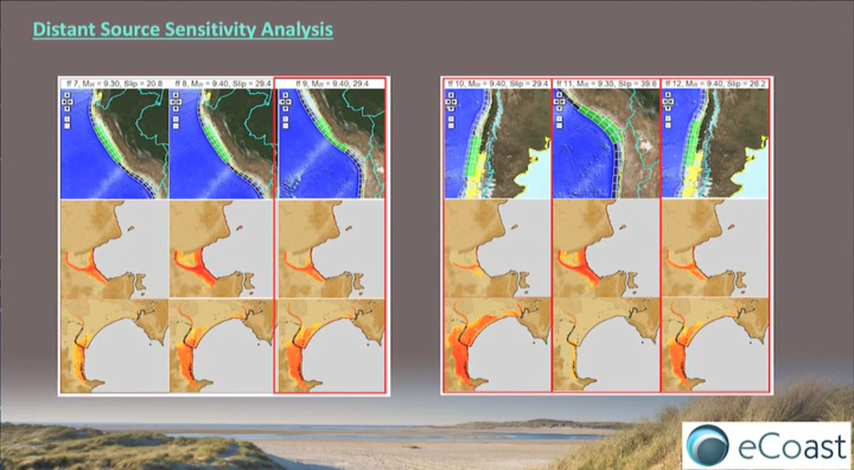 Distant Source Sensitivity Analysis
ff 7, Mw = 9.30, Slip = 20.8
ff 8, Mw = 9.40, Slip = 29.4
ff 9, Mw = 9.40, 29.4
ff 10, Mw = 9.40, Slip = 29.4
ff 11, Mw = 9.35, Slip = 39.6
ff 12, Mw = 9.40, Slip = 26.2
eCoast